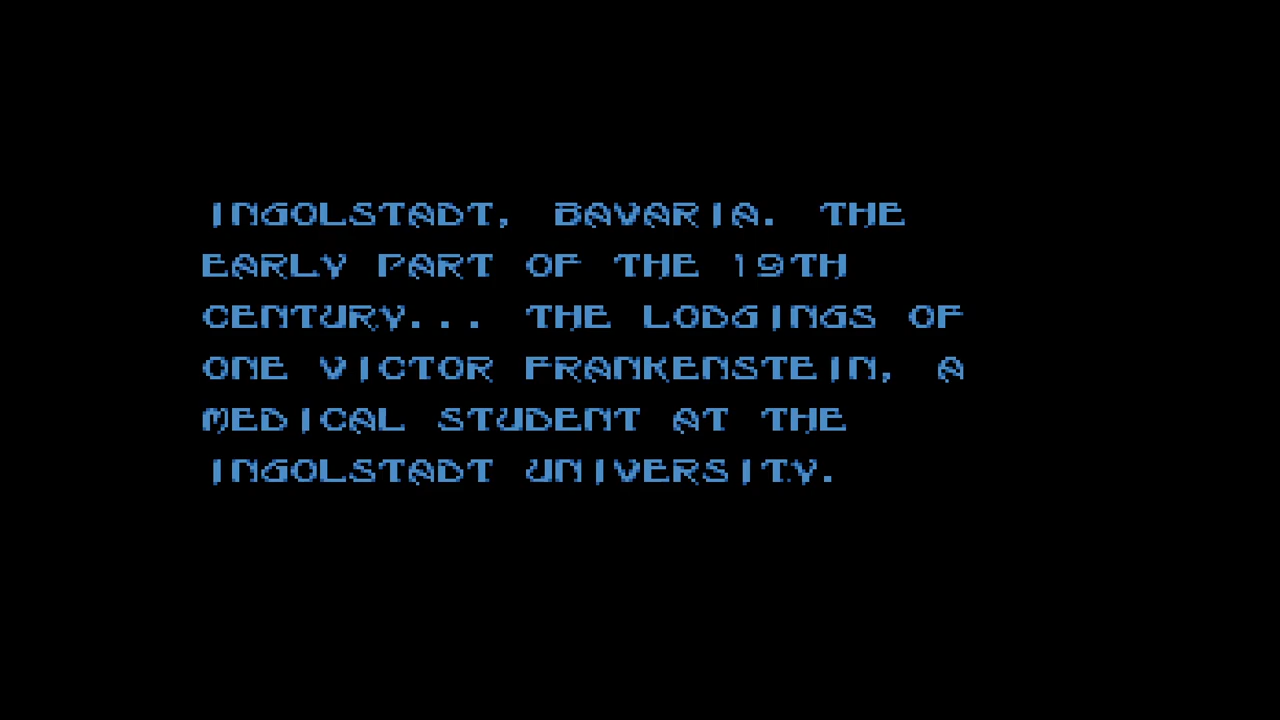 INGOLSTADT, BAVARIA. THE
EARLY PART OF THE 19TH
CENTURY... THE LODGINGS OF
ONE VICTOR FRANKENSTEIN, A
MEDICAL STUDENT AT THE
INGOLSTADT UNIVERSITY.